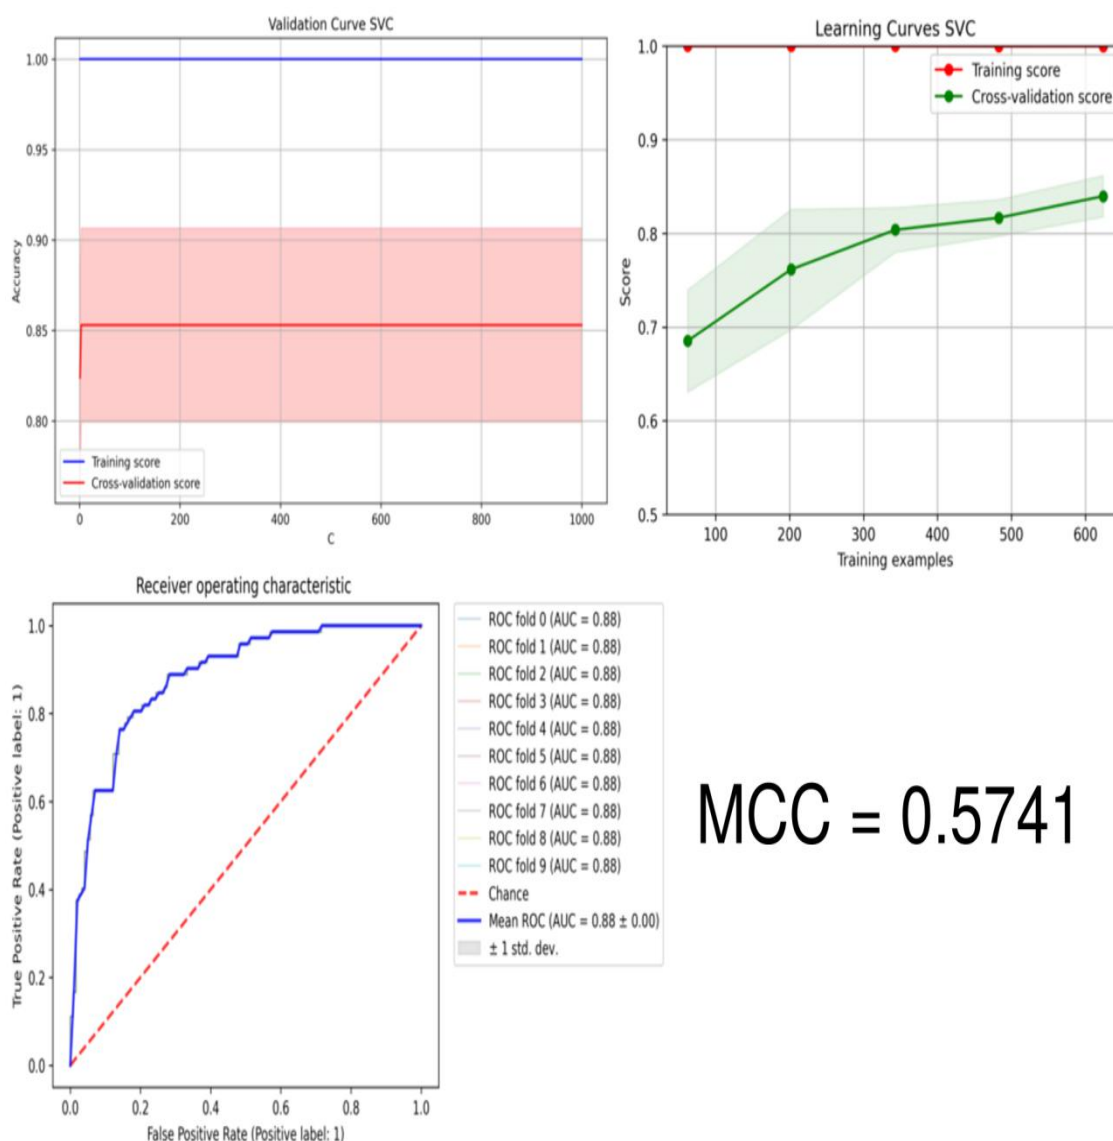 Validation Curve SVC
Accuracy
1.00
0.95
0.90
0.85
0.80
Training score
Cross-validation score
0
200
400
600
800
1000
C
Learning Curves SVC
Score
1.0
0.9
0.8
0.7
0.6
0.5
Training score
Cross-validation score
100
200
300
400
500
600
Training examples
Receiver operating characteristic
True Positive Rate (Positive label: 1)
1.0
0.8
0.6
0.4
0.2
0.0
0.0
0.2
0.4
0.6
0.8
1.0
False Positive Rate (Positive label: 1)
ROC fold 0 (AUC = 0.88)
ROC fold 1 (AUC = 0.88)
ROC fold 2 (AUC = 0.88)
ROC fold 3 (AUC = 0.88)
ROC fold 4 (AUC = 0.88)
ROC fold 5 (AUC = 0.88)
ROC fold 6 (AUC = 0.88)
ROC fold 7 (AUC = 0.88)
ROC fold 8 (AUC = 0.88)
ROC fold 9 (AUC = 0.88)
Chance
Mean ROC (AUC = 0.88 ± 0.00)
± 1 std. dev.
MCC = 0.5741